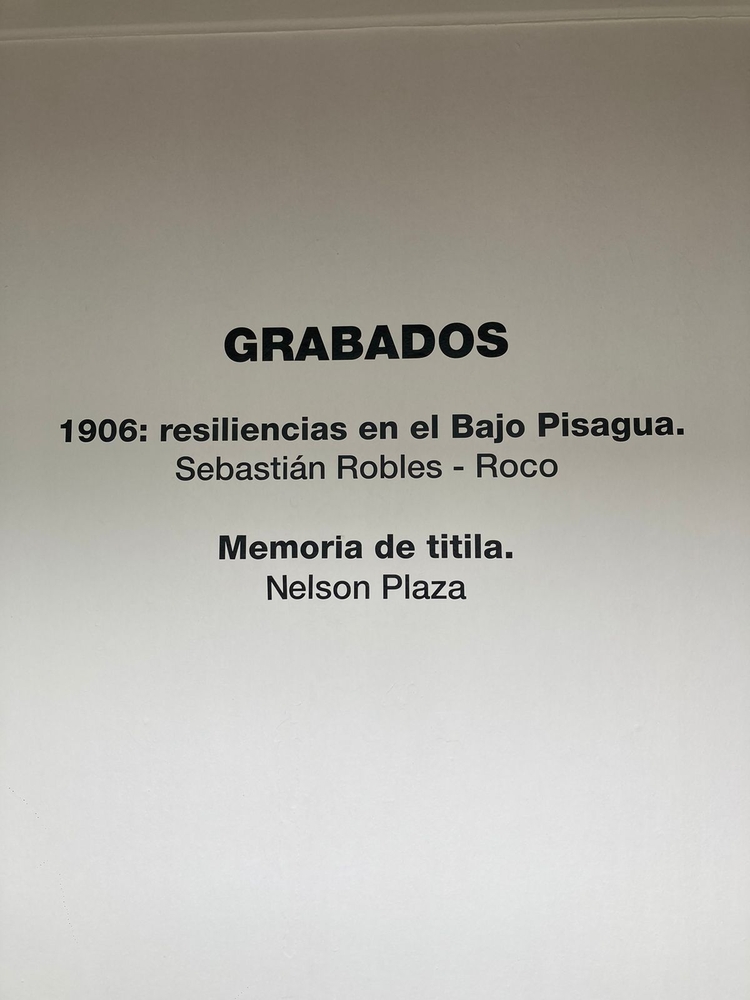 GRABADOS
1906: resiliencias en el Bajo Pisagua.
Sebastián Robles - Roco
Memoria de titila.
Nelson Plaza